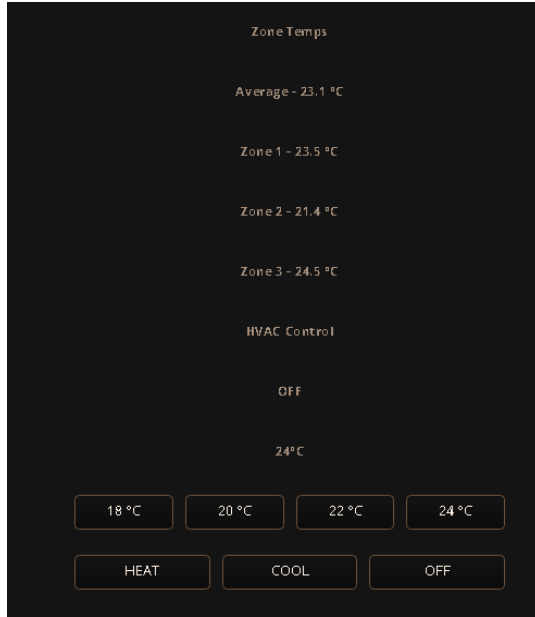 Zone Temps
Average - 23.1 °C
Zone 1 - 23.5 °C
Zone 2 - 21.4 °C
Zone 3 - 24.5 °C
HVAC Control
OFF
24°C
18 °C 20 °C 22 °C 24 °C
HEAT COOL OFF